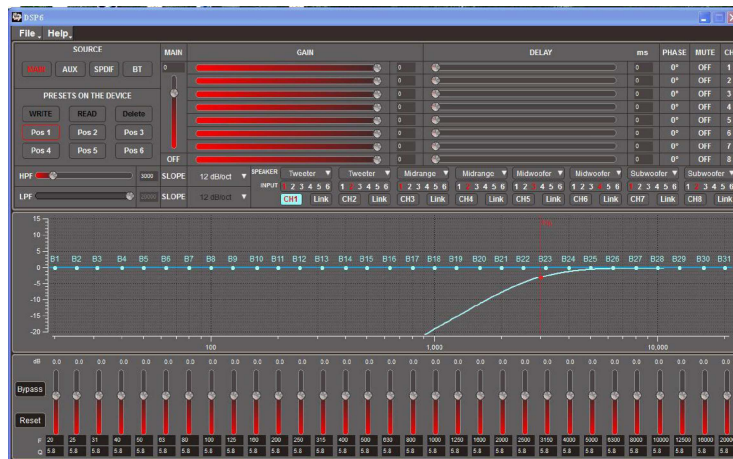 DSP6
File Help
SOURCE
MAIN AUX SPDIF BT
PRESETS ON THE DEVICE
WRITE READ Delete
Pos 1 Pos 2 Pos 3
Pos 4 Pos 5 Pos 6
MAIN GAIN DELAY ms PHASE MUTE CH
0 0 0 0° OFF 1
0 0 0° OFF 2
0 0 0° OFF 3
0 0 0° OFF 4
0 0 0° OFF 5
0 0 0° OFF 6
0 0 0° OFF 7
OFF 0 0 0° OFF 8
HPF 3000 SLOPE 12 dB/oct
LPF SLOPE 12 dB/oct
SPEAKER Tweeter Tweeter Midrange Midrange Midwoofer Midwoofer Subwoofer Subwoofer
INPUT 1 2 3 4 5 6 1 2 3 4 5 6 1 2 3 4 5 6 1 2 3 4 5 6 1 2 3 4 5 6 1 2 3 4 5 6 1 2 3 4 5 6 1 2 3 4 5 6
CH1 Link CH2 Link CH3 Link CH4 Link CH5 Link CH6 Link CH7 Link CH8 Link
15
10
5
B1 B2 B3 B4 B5 B6 B7 B8 B9 B10 B11 B12 B13 B14 B15 B16 B17 B18 B19 B20 B21 B22 B23 B24 B25 B26 B27 B28 B29 B30 B31
0
-5
-10
-15
-20
100 1,000 10,000
dB 0.0 0.0 0.0 0.0 0.0 0.0 0.0 0.0 0.0 0.0 0.0 0.0 0.0 0.0 0.0 0.0 0.0 0.0 0.0 0.0 0.0 0.0 0.0 0.0 0.0 0.0 0.0 0.0 0.0 0.0 0.0
Bypass
Reset
F 20 25 31 40 50 63 80 100 125 160 200 250 315 400 500 630 800 1000 1250 1600 2000 2500 3150 4000 5000 6300 8000 10000 12500 16000 20000
Q 5.8 5.8 5.8 5.8 5.8 5.8 5.8 5.8 5.8 5.8 5.8 5.8 5.8 5.8 5.8 5.8 5.8 5.8 5.8 5.8 5.8 5.8 5.8 5.8 5.8 5.8 5.8 5.8 5.8 5.8 5.8